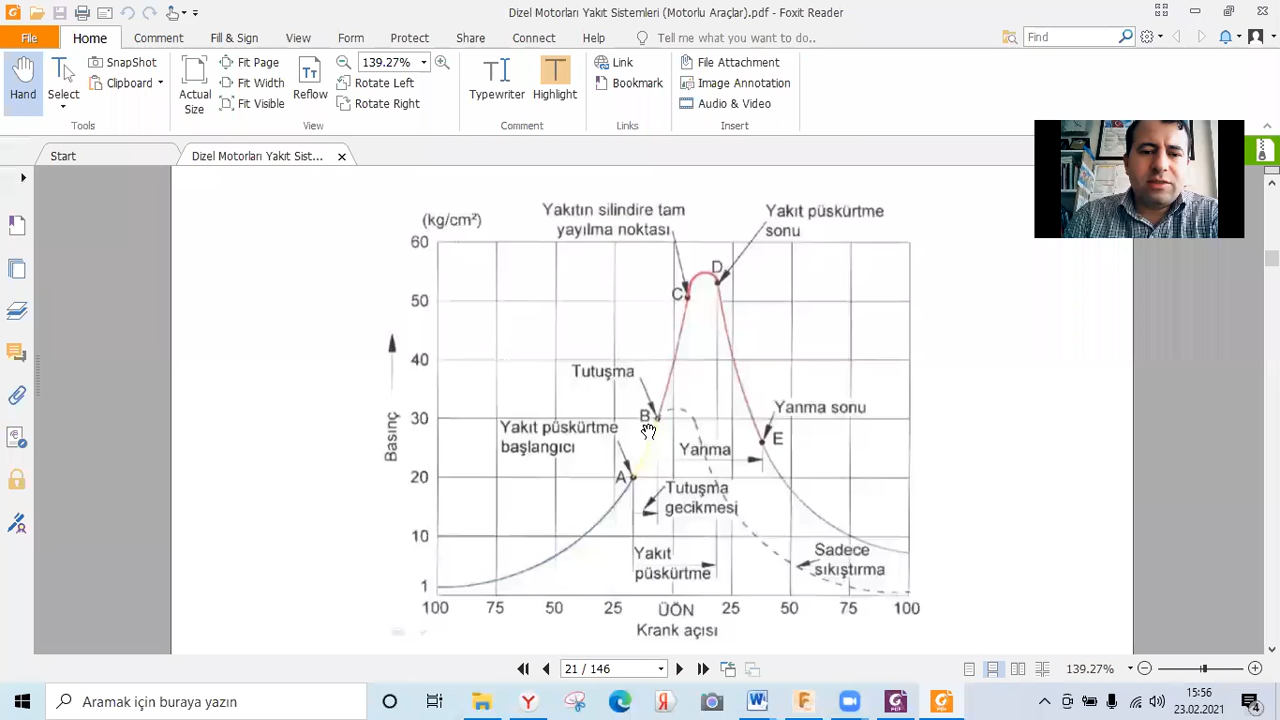 Dizel Motorları Yakıt Sistemleri (Motorlu Araçlar).pdf - Foxit Reader
File Home Comment Fill & Sign View Form Protect Share Connect Help Tell me what you want to do.. Find
Hand
Select
SnapShot
Clipboard
Actual
Size
Fit Page
Fit Width
Fit Visible
Reflow
139.27%
Rotate Left
Rotate Right
Typewriter
Highlight
Link
Bookmark
File Attachment
Image Annotation
Audio & Video
Tools View Comment Links Insert
Start Dizel Motorları Yakıt Sist...
(kg/cm²)
Yakıtın silindire tam
yayılma noktası
Yakıt püskürtme
sonu
60
50
40
30
20
10
1
Basınç
C
D
Tutuşma
B
Yakıt püskürtme
başlangıcı
A
Yanma sonu
E
Yanma
Tutuşma
gecikmesi
Yakıt
püskürtme
Sadece
sıkıştırma
100 75 50 25 ÜÖN 25 50 75 100
Krank açısı
21 / 146
139.27%
Aramak için buraya yazın
15:56
23.02.2021
4